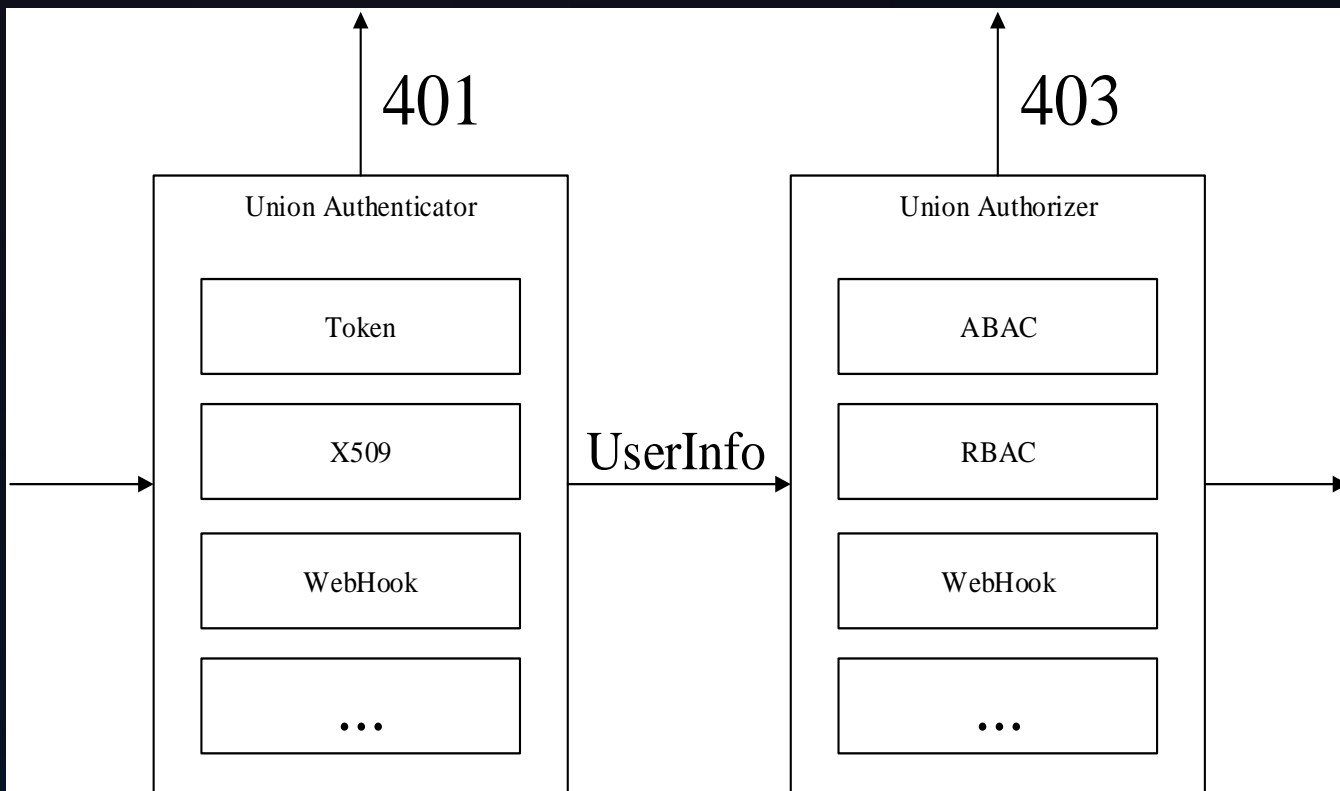 401
403
Union Authenticator
Token
X509
WebHook
...
UserInfo
Union Authorizer
ABAC
RBAC
WebHook
...